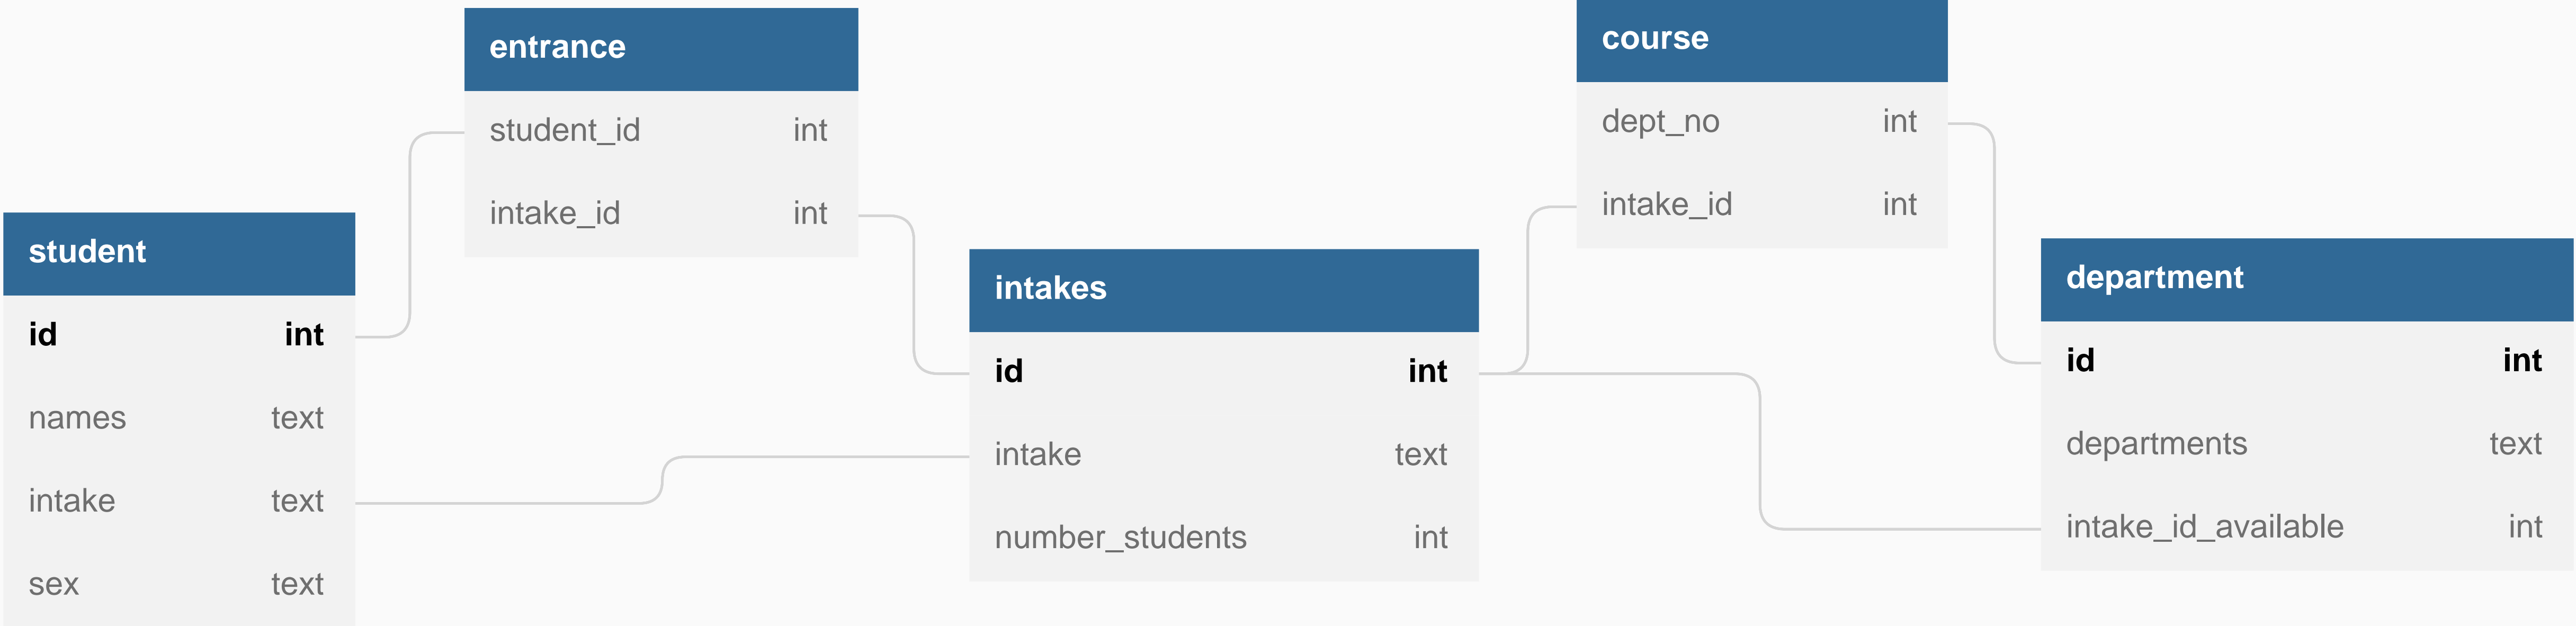 entrance
student_id int
intake_id int
course
dept_no int
intake_id int
student
id int
names text
intake text
sex text
intakes
id int
intake text
number_students int
department
id int
departments text
intake_id_available int